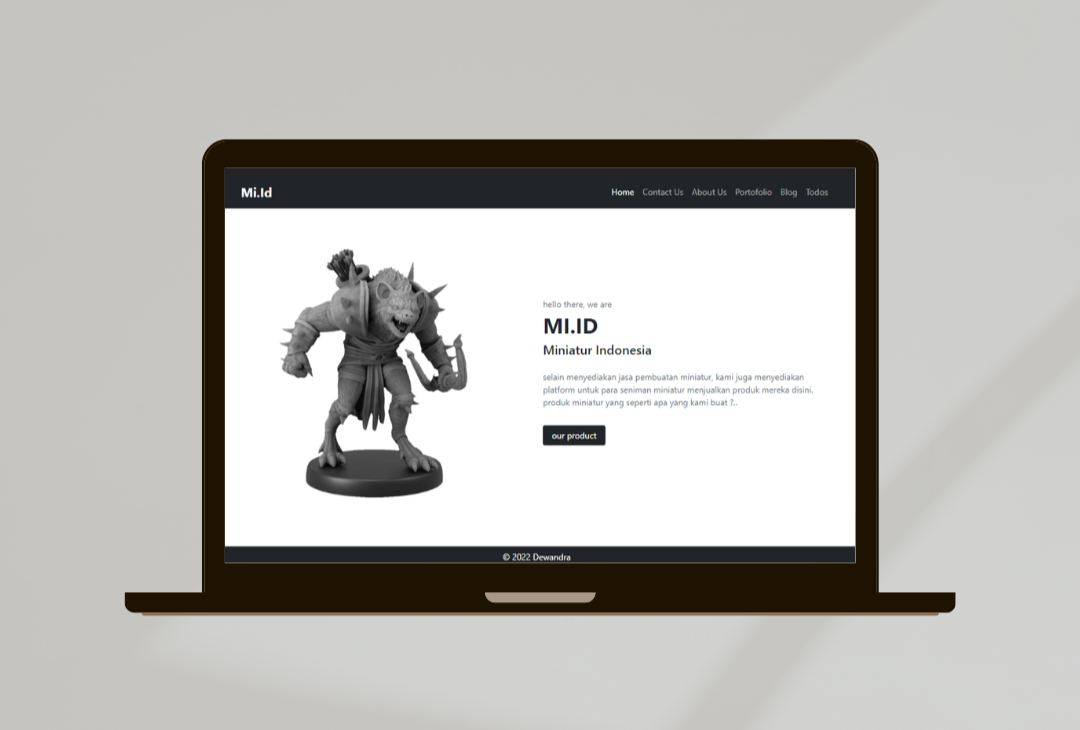 Mi.Id
Home Contact Us About Us Portofolio Blog Todos
hello there, we are
MI.ID
Miniatur Indonesia
selain menyediakan jasa pembuatan miniatur, kami juga menyediakan
platform untuk para seniman miniatur menjualkan produk mereka disini.
produk miniatur yang seperti apa yang kami buat ?..
our product
© 2022 Dewandra